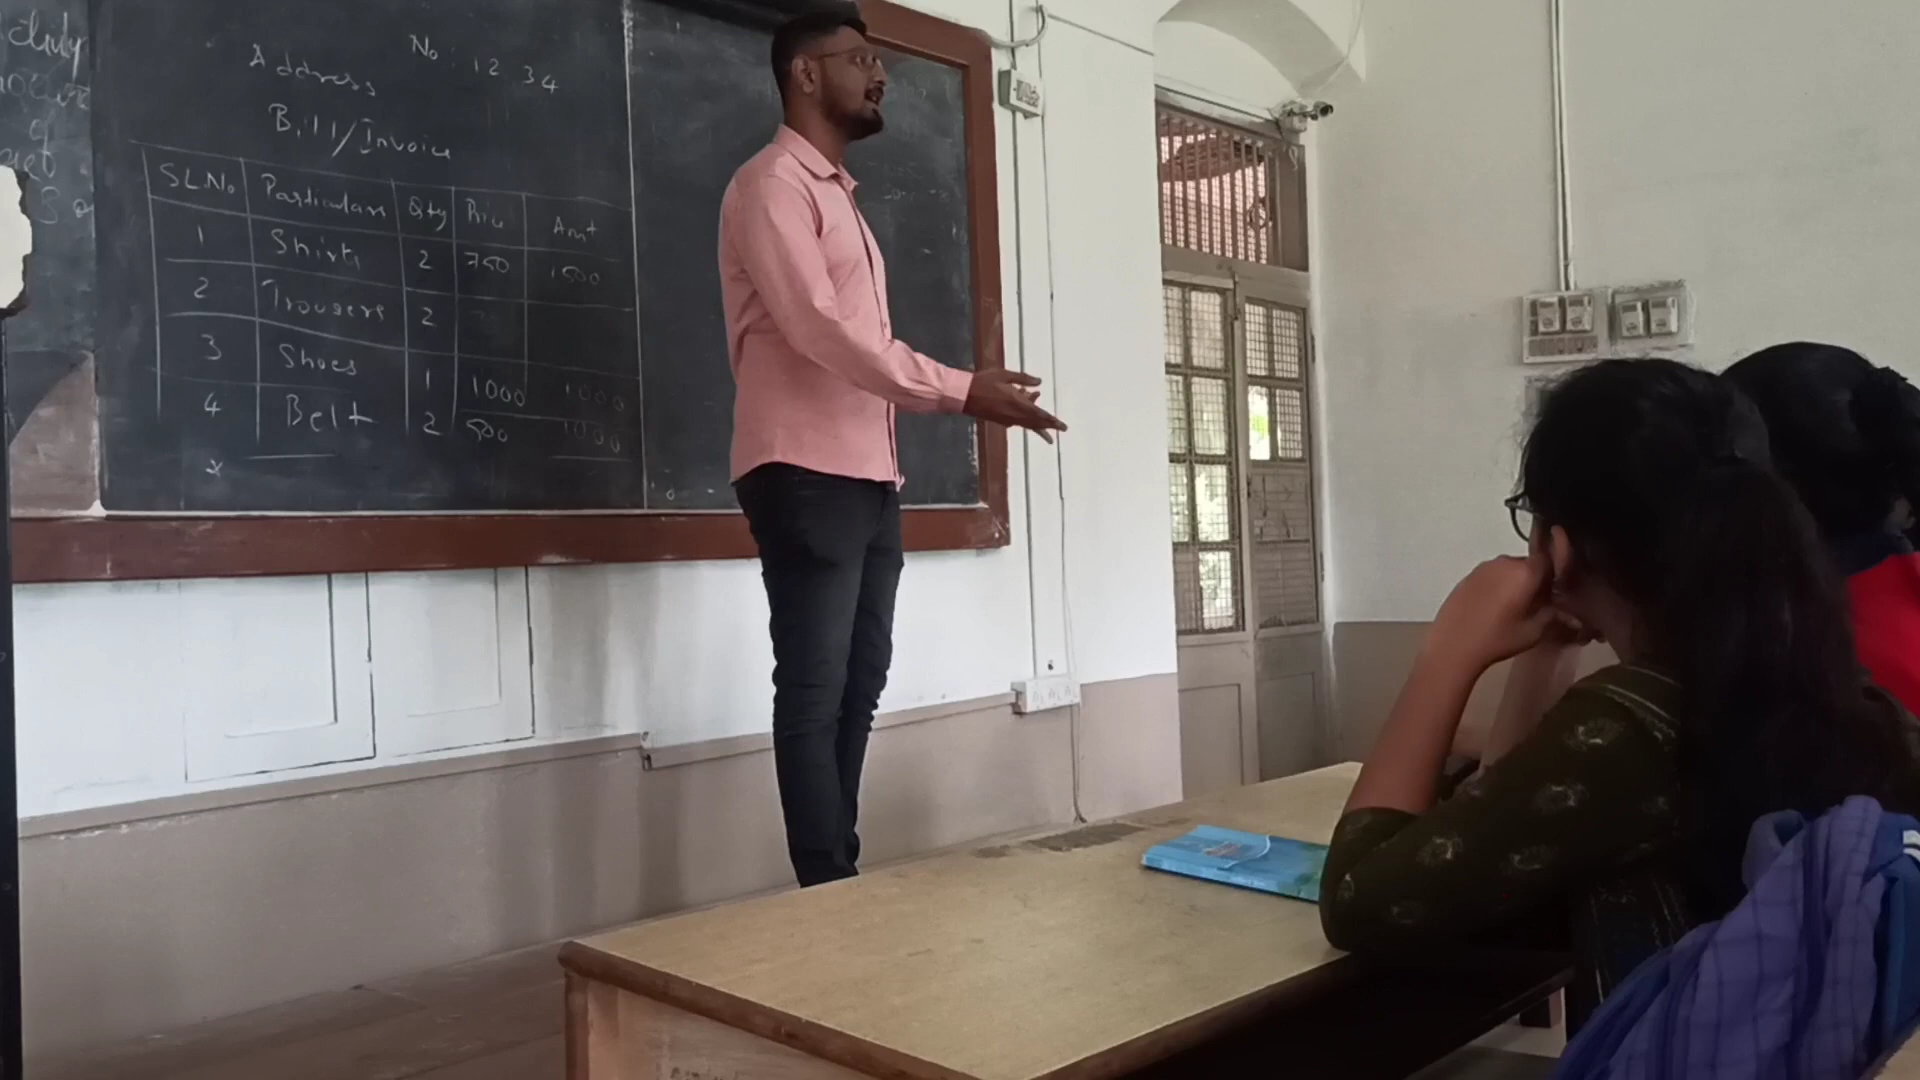 No : 12 34
Address
Bill/Invoice
SL.No Particulars Qty Price Amt
1 Shirts 2 750 1500
2 Trousers 2
3 Shoes 1 1000 1000
4 Belt 2 500 1000
x